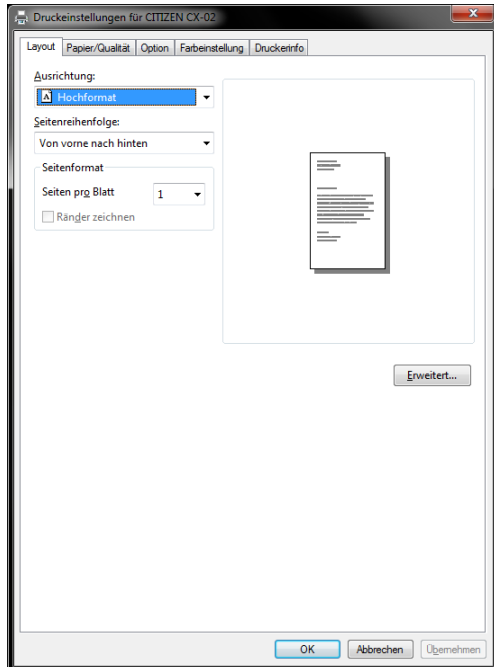 Druckeinstellungen für CITIZEN CX-02
Layout Papier/Qualität Option Farbeinstellung Druckerinfo
Ausrichtung:
A Hochformat
Seitenreihenfolge:
Von vorne nach hinten
Seitenformat
Seiten pro Blatt 1
Ränder zeichnen
Erweitert...
OK Abbrechen Übernehmen